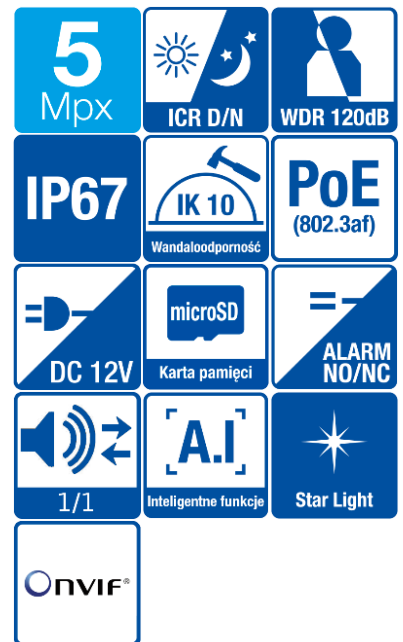 5
Mpx
ICR D/N
WDR 120dB
IP67
IK 10
Wandaloodporność
PoE
(802.3af)
DC 12V
microSD
Karta pamięci
ALARM
NO/NC
1/1
[A.I]
Inteligentne funkcje
Star Light
ONVIF®